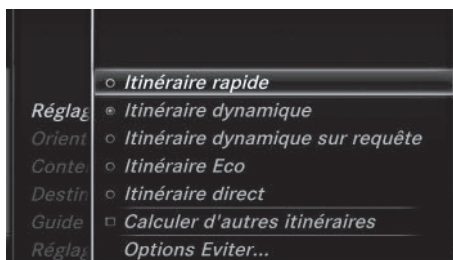 Itinéraire rapide
Réglag Itinéraire dynamique
Orient Itinéraire dynamique sur requête
Conte Itinéraire Eco
Destin Itinéraire direct
Guide Calculer d'autres itinéraires
Réglag Options Eviter...